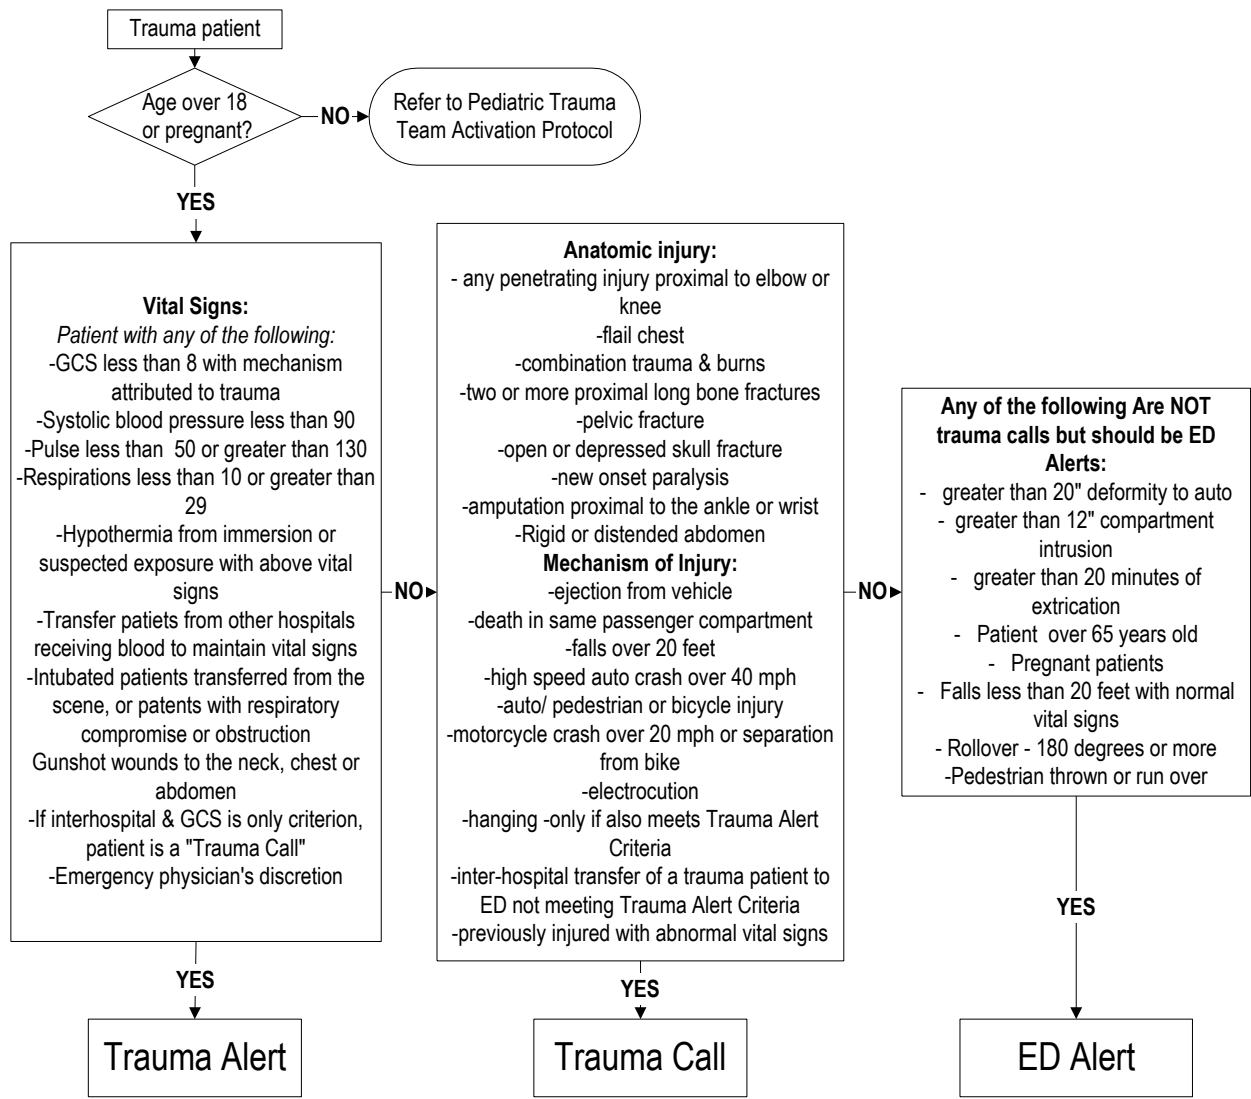 Trauma patient
Age over 18
or pregnant?
NO
Refer to Pediatric Trauma
Team Activation Protocol
YES
Vital Signs:
Patient with any of the following:
-GCS less than 8 with mechanism
attributed to trauma
-Systolic blood pressure less than 90
-Pulse less than  50 or greater than 130
-Respirations less than 10 or greater than
29
-Hypothermia from immersion or
suspected exposure with above vital
signs
-Transfer patiets from other hospitals
receiving blood to maintain vital signs
-Intubated patients transferred from the
scene, or patents with respiratory
compromise or obstruction
Gunshot wounds to the neck, chest or
abdomen
-If interhospital & GCS is only criterion,
patient is a "Trauma Call"
-Emergency physician's discretion
YES
Trauma Alert
NO
Anatomic injury:
- any penetrating injury proximal to elbow or
knee
-flail chest
-combination trauma & burns
-two or more proximal long bone fractures
-pelvic fracture
-open or depressed skull fracture
-new onset paralysis
-amputation proximal to the ankle or wrist
-Rigid or distended abdomen
Mechanism of Injury:
-ejection from vehicle
-death in same passenger compartment
-falls over 20 feet
-high speed auto crash over 40 mph
-auto/ pedestrian or bicycle injury
-motorcycle crash over 20 mph or separation
from bike
-electrocution
-hanging -only if also meets Trauma Alert
Criteria
-inter-hospital transfer of a trauma patient to
ED not meeting Trauma Alert Criteria
-previously injured with abnormal vital signs
YES
Trauma Call
NO
Any of the following Are NOT
trauma calls but should be ED
Alerts:
- greater than 20" deformity to auto
- greater than 12" compartment
intrusion
- greater than 20 minutes of
extrication
- Patient  over 65 years old
- Pregnant patients
- Falls less than 20 feet with normal
vital signs
- Rollover - 180 degrees or more
-Pedestrian thrown or run over
YES
ED Alert